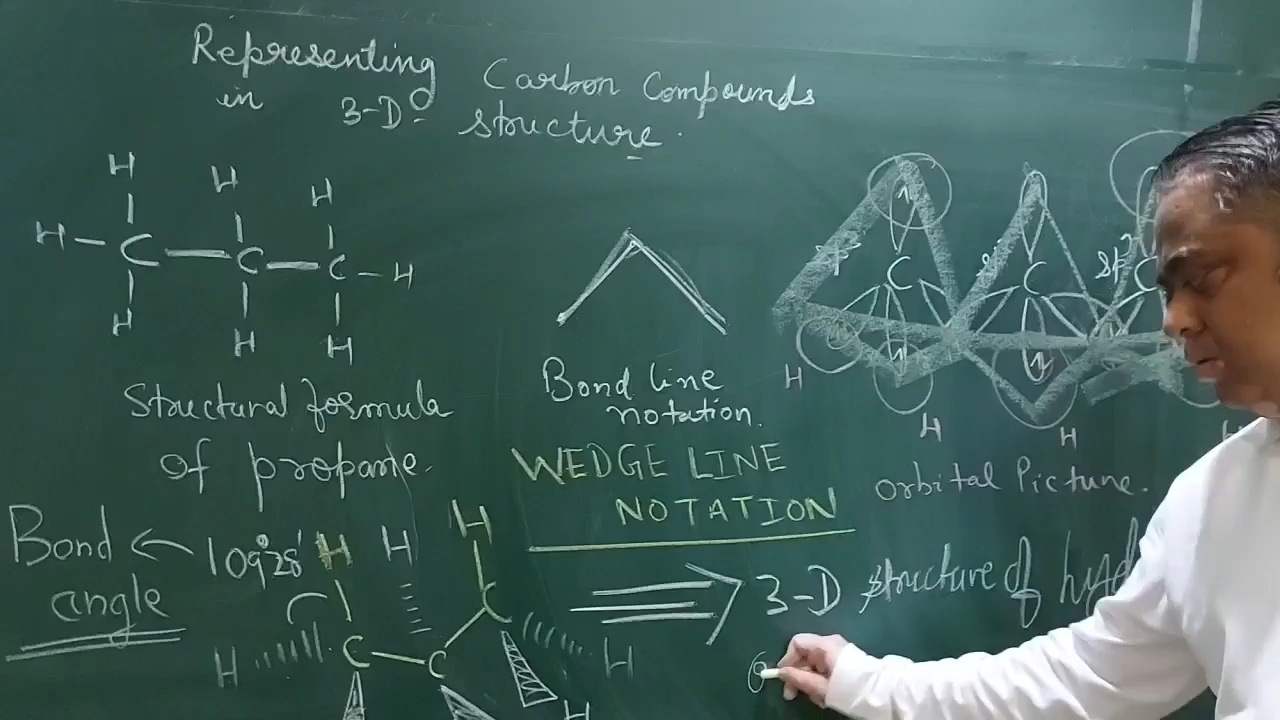 Representing Carbon Compounds
in 3-D structure.
H H H
H C C C H
H H H
Structural formula
of propane.
Bond line
notation.
WEDGE LINE
NOTATION
C C C
H H
Orbital Picture.
Bond 109°28'
angle
H H H
C
H C C H
H
3-D structure of